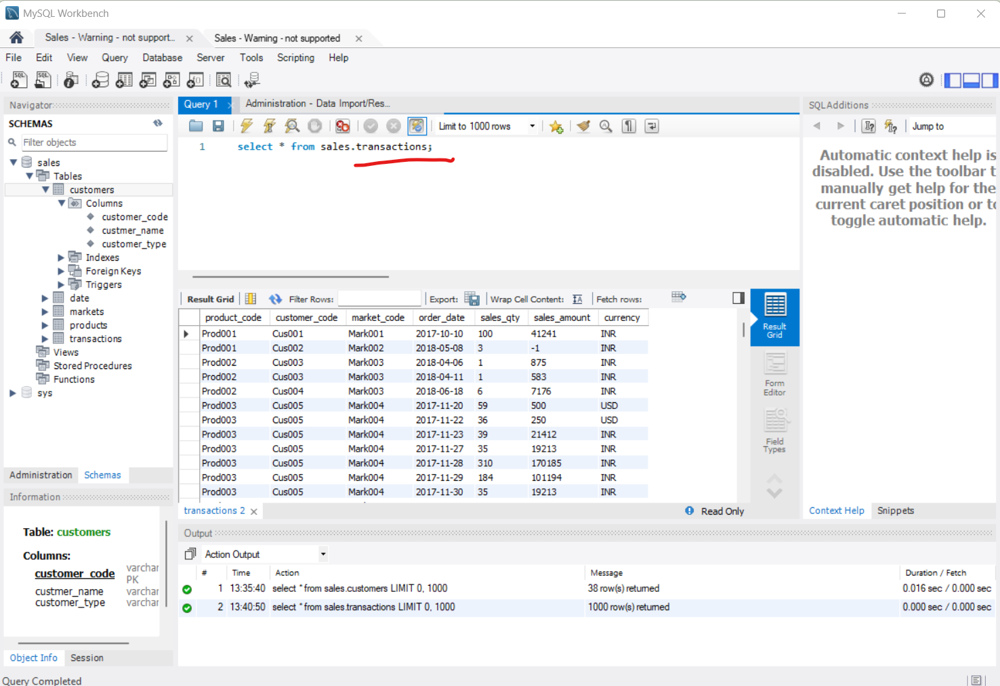 MySQL Workbench
Sales - Warning - not support...
Sales - Warning - not supported
File Edit View Query Database Server Tools Scripting Help
Navigator
SCHEMAS
Filter objects
sales
Tables
customers
Columns
customer_code
custmer_name
customer_type
Indexes
Foreign Keys
Triggers
date
markets
products
transactions
Views
Stored Procedures
Functions
sys
Administration Schemas
Information
Table: customers
Columns:
customer_code varchar PK
custmer_name varchar
customer_type varchar
Object Info Session
Query Completed
Query 1 Administration - Data Import/Res...
Limit to 1000 rows
1 select * from sales.transactions;
Result Grid Filter Rows: Export: Wrap Cell Content: Fetch rows:
product_code customer_code market_code order_date sales_qty sales_amount currency
Prod001 Cus001 Mark001 2017-10-10 100 41241 INR
Prod001 Cus002 Mark002 2018-05-08 3 -1 INR
Prod002 Cus003 Mark003 2018-04-06 1 875 INR
Prod002 Cus003 Mark003 2018-04-11 1 583 INR
Prod002 Cus004 Mark003 2018-06-18 6 7176 INR
Prod003 Cus005 Mark004 2017-11-20 59 500 USD
Prod003 Cus005 Mark004 2017-11-22 36 250 USD
Prod003 Cus005 Mark004 2017-11-23 39 21412 INR
Prod003 Cus005 Mark004 2017-11-27 35 19213 INR
Prod003 Cus005 Mark004 2017-11-28 310 170185 INR
Prod003 Cus005 Mark004 2017-11-29 184 101194 INR
Prod003 Cus005 Mark004 2017-11-30 35 19213 INR
Result
Grid
Form
Editor
Field
Types
transactions 2 Read Only
Output
Action Output
# Time Action Message Duration / Fetch
1 13:35:40 select * from sales.customers LIMIT 0, 1000 38 row(s) returned 0.016 sec / 0.000 sec
2 13:40:50 select * from sales.transactions LIMIT 0, 1000 1000 row(s) returned 0.000 sec / 0.000 sec
SQLAdditions
Jump to
Automatic context help is
disabled. Use the toolbar t
manually get help for the
current caret position or to
toggle automatic help.
Context Help Snippets